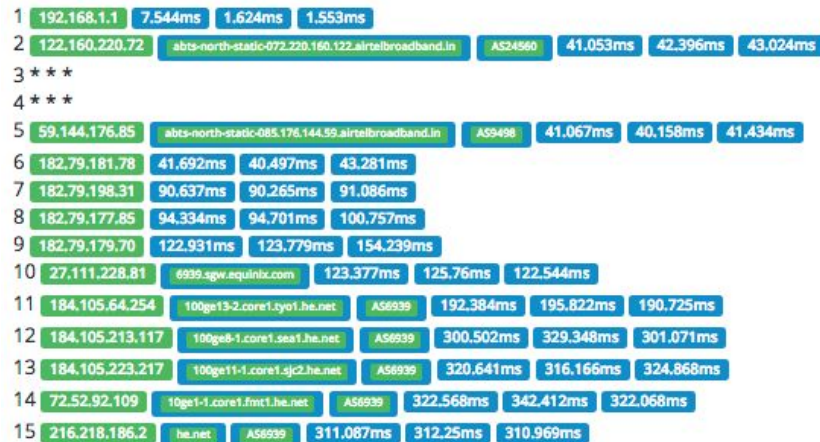 1 192.168.1.1 7.544ms 1.624ms 1.553ms
2 122.160.220.72 abts-north-static-072.220.160.122.airtelbroadband.in AS24560 41.053ms 42.396ms 43.024ms
3 * * *
4 * * *
5 59.144.176.85 abts-north-static-085.176.144.59.airtelbroadband.in AS9498 41.067ms 40.158ms 41.434ms
6 182.79.181.78 41.692ms 40.497ms 43.281ms
7 182.79.198.31 90.637ms 90.265ms 91.086ms
8 182.79.177.85 94.334ms 94.701ms 100.757ms
9 182.79.179.70 122.931ms 123.779ms 154.239ms
10 27.111.228.81 6939.sgw.equinix.com 123.377ms 125.76ms 122.544ms
11 184.105.64.254 100ge13-2.core1.tyo1.he.net AS6939 192.384ms 195.822ms 190.725ms
12 184.105.213.117 100ge8-1.core1.sea1.he.net AS6939 300.502ms 329.348ms 301.071ms
13 184.105.223.217 100ge11-1.core1.sjc2.he.net AS6939 320.641ms 316.166ms 324.868ms
14 72.52.92.109 10ge1-1.core1.fmt1.he.net AS6939 322.568ms 342.412ms 322.068ms
15 216.218.186.2 he.net AS6939 311.087ms 312.25ms 310.969ms